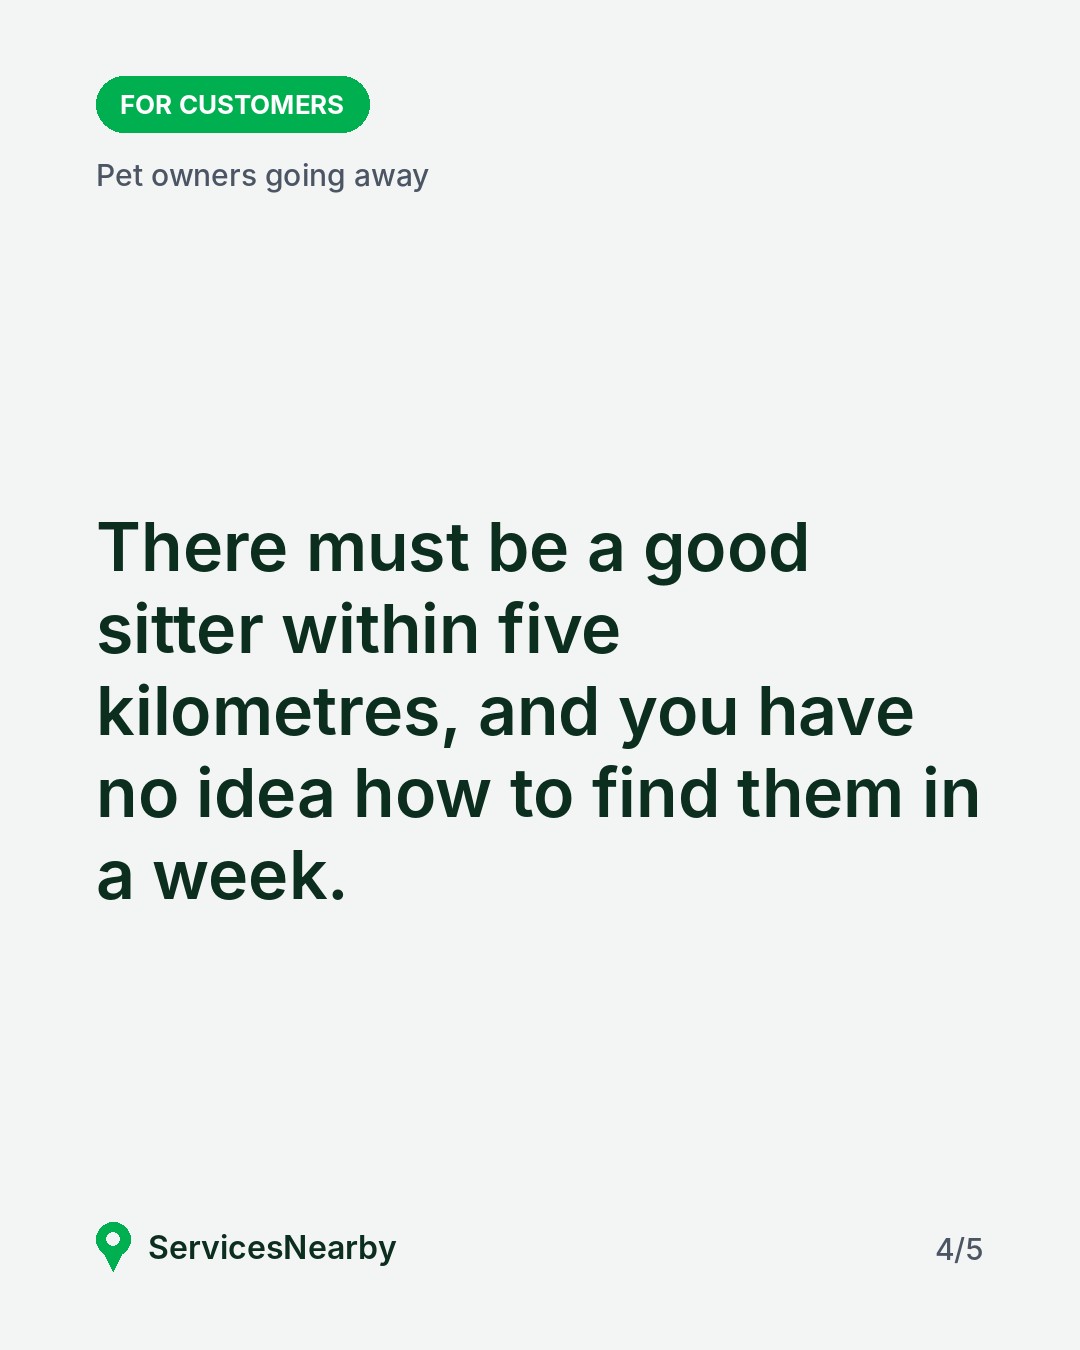 FOR CUSTOMERS
Pet owners going away
There must be a good
sitter within five
kilometres, and you have
no idea how to find them in
a week.
ServicesNearby
4/5